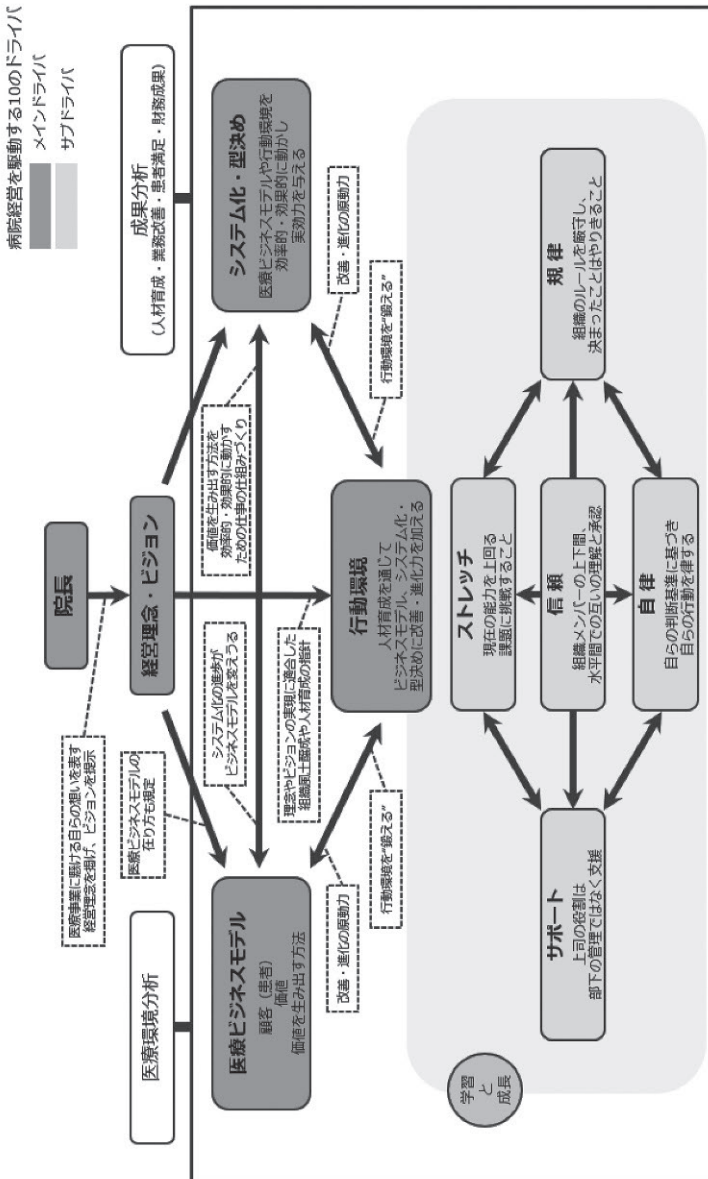 病院経営を駆動する10のドライバ
メインドライバ
サブドライバ
院長
医療事業に懸ける自らの想いを表す
経営理念を掲げ、ビジョンを提示
経営理念・ビジョン
医療環境分析
成果分析
(人材育成・業務改善・患者満足・財務成果)
医療ビジネスモデルの
在り方も規定
システム化の進歩が
ビジネスモデルを変えうる
価値を生み出す方法を
効率的・効果的に動かす
ための仕事の仕組みづくり
医療ビジネスモデル
顧客(患者)
価値
価値を生み出す方法
システム化・型決め
医療ビジネスモデルや行動環境を
効率的・効果的に動かし
実効力を与える
理念やビジョンの実現に適合した
組織風土醸成や人材育成の指針
改善・進化の原動力
行動環境を“鍛える”
改善・進化の原動力
行動環境を“鍛える”
行動環境
人材育成を通じて
ビジネスモデル、システム化・
型決めに改善・進化力を加える
学習
と
成長
ストレッチ
現在の能力を上回る
課題に挑戦すること
サポート
上司の役割は
部下の管理ではなく支援
信頼
組織メンバーの上下間、
水平間での互いの理解と承認
規律
組織のルールを厳守し、
決まったことはやりきること
自律
自らの判断基準に基づき
自らの行動を律する